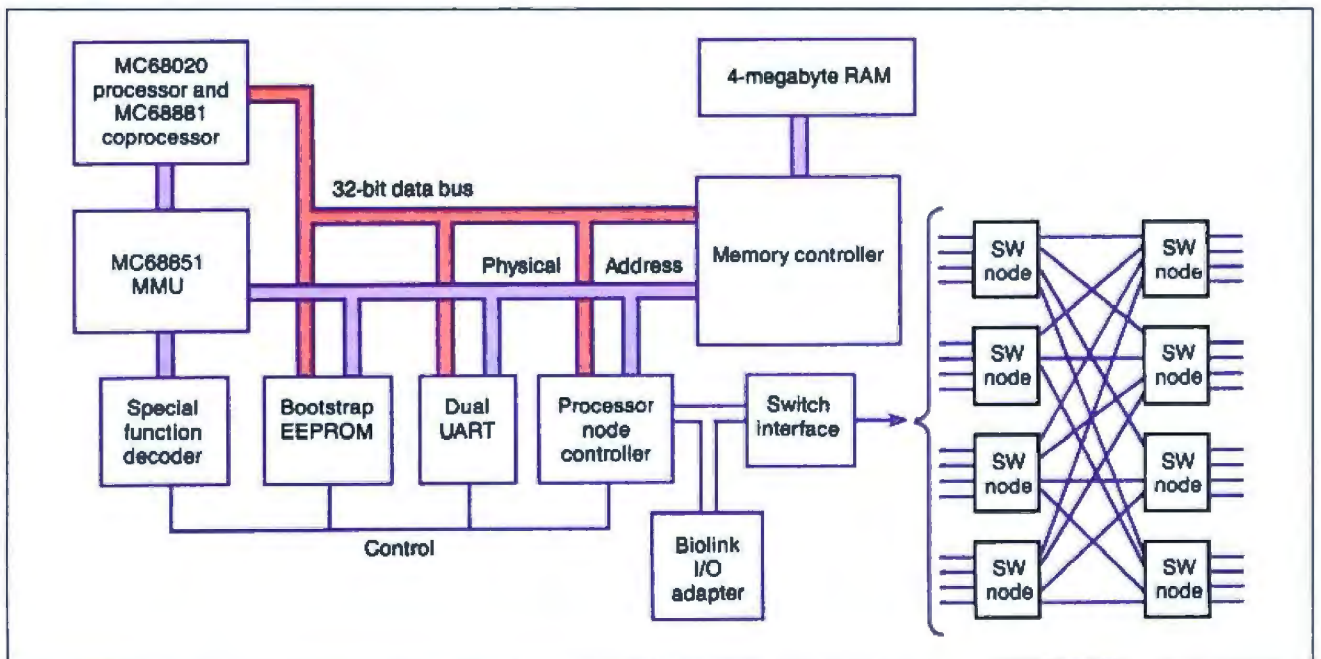 MC68020
processor and
MC68881
coprocessor
4-megabyte RAM
32-bit data bus
MC68851
MMU
Physical Address
Memory controller
Special
function
decoder
Bootstrap
EEPROM
Dual
UART
Processor
node
controller
Switch
interface
Control
Biolink
I/O
adapter
SW
node
SW
node
SW
node
SW
node
SW
node
SW
node
SW
node
SW
node